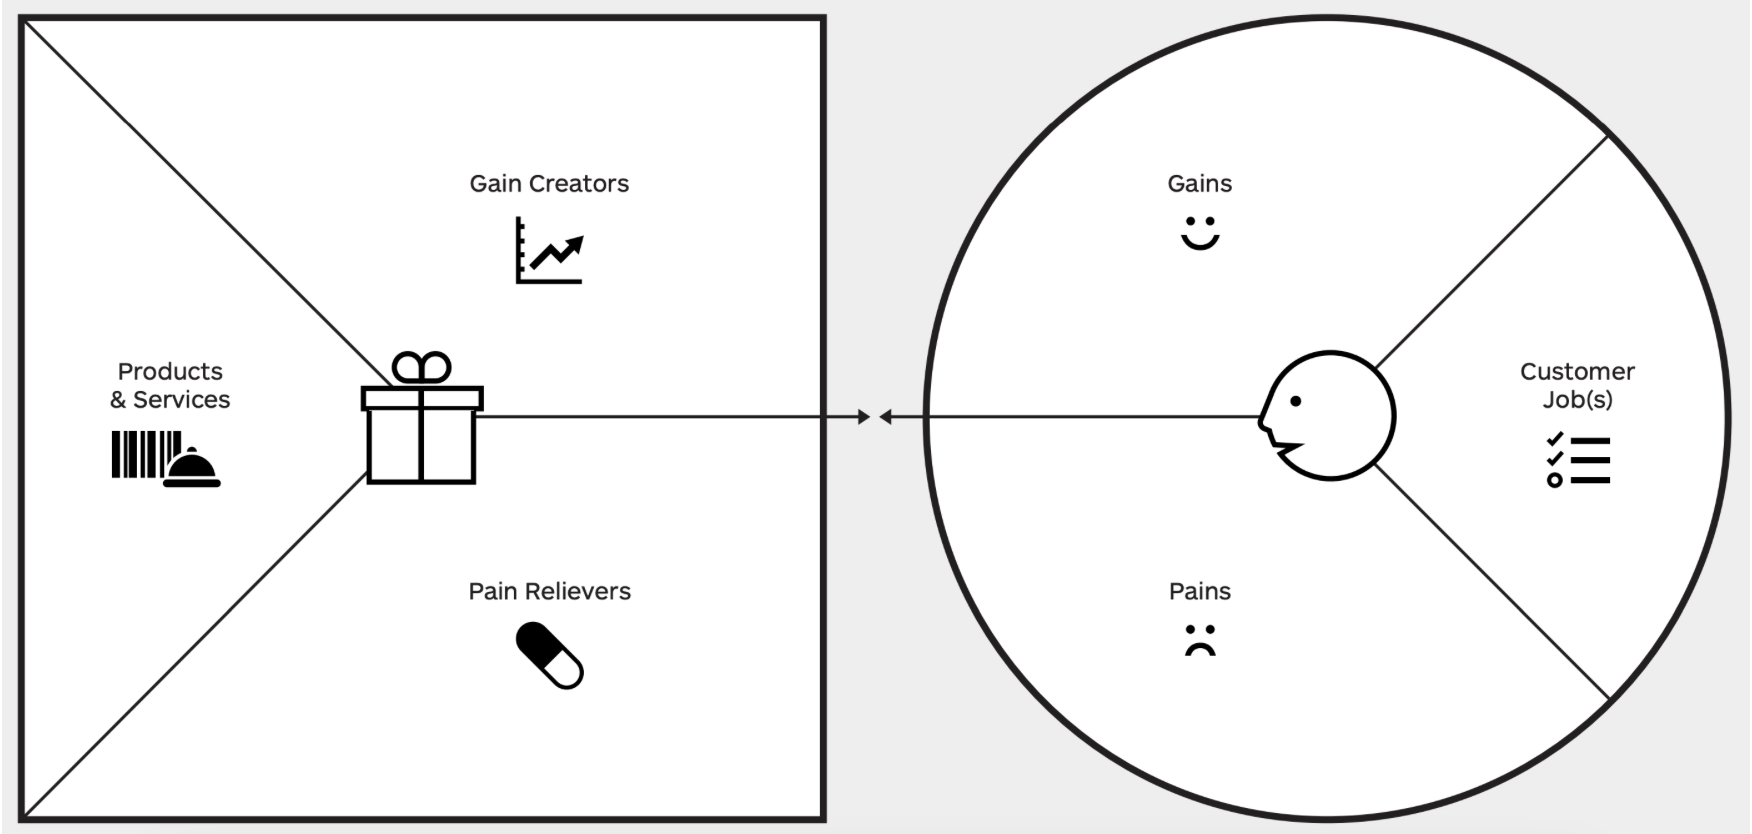 Gain Creators
Products
& Services
Pain Relievers
Gains
Customer
Job(s)
Pains